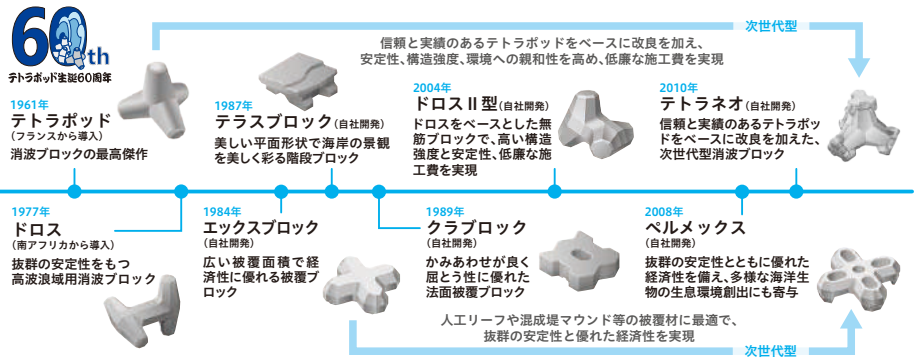 60th
テトラポッド生誕60周年
次世代型
信頼と実績のあるテトラポッドをベースに改良を加え、
安定性、構造強度、環境への親和性を高め、低廉な施工費を実現
1961年
テトラポッド
(フランスから導入)
消波ブロックの最高傑作
1987年
テラスブロック(自社開発)
美しい平面形状で海岸の景観
を美しく彩る階段ブロック
2004年
ドロスⅡ型(自社開発)
ドロスをベースとした無
筋ブロックで、高い構造
強度と安定性、低廉な施
工費を実現
2010年
テトラネオ(自社開発)
信頼と実績のあるテトラポッ
ドをベースに改良を加えた、
次世代型消波ブロック
1977年
ドロス
(南アフリカから導入)
抜群の安定性をもつ
高波浪域用消波ブロック
1984年
エックスブロック
(自社開発)
広い被覆面積で経
済性に優れる被覆ブ
ロック
1989年
クラブロック
(自社開発)
かみあわせが良く
屈とう性に優れた
法面被覆ブロック
2008年
ペルメックス
(自社開発)
抜群の安定性とともに優れた
経済性を備え、多様な海洋生
物の生息環境創出にも寄与
人工リーフや混成堤マウンド等の被覆材に最適で、
抜群の安定性と優れた経済性を実現
次世代型